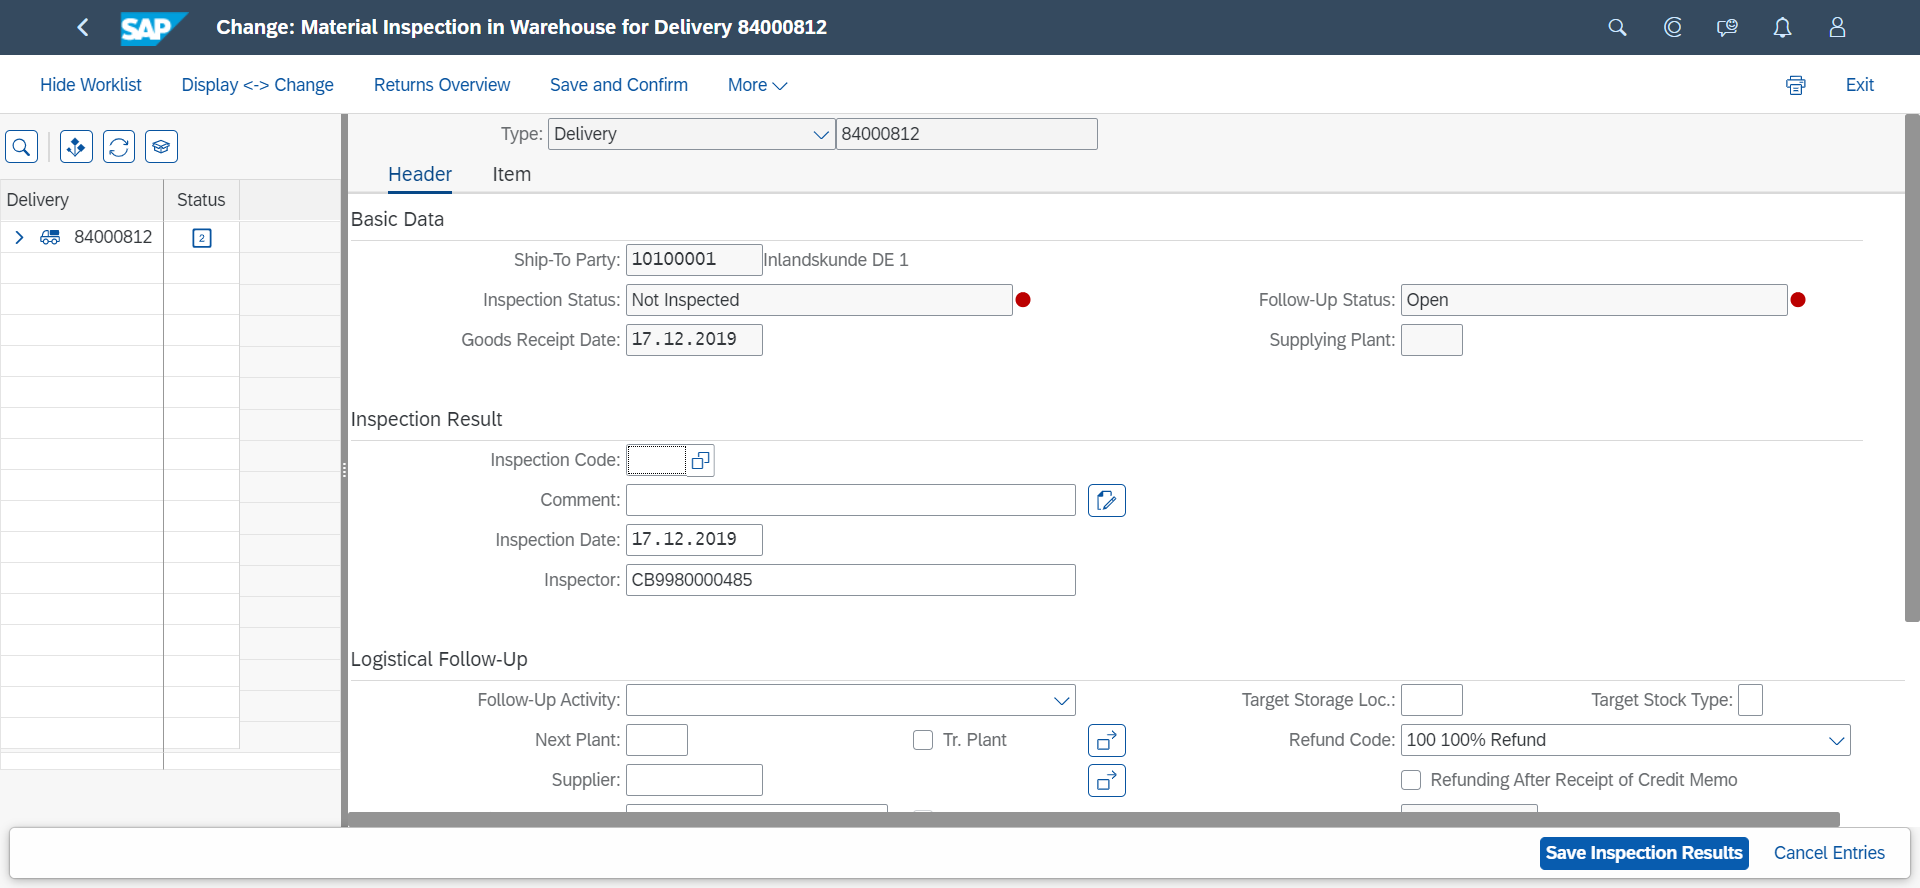 SAP Change: Material Inspection in Warehouse for Delivery 84000812
Hide Worklist Display <-> Change Returns Overview Save and Confirm More Exit
Type: Delivery 84000812
Header Item
Delivery Status
84000812 2
Basic Data
Ship-To Party: 10100001 Inlandskunde DE 1
Inspection Status: Not Inspected Follow-Up Status: Open
Goods Receipt Date: 17.12.2019 Supplying Plant:
Inspection Result
Inspection Code:
Comment:
Inspection Date: 17.12.2019
Inspector: CB9980000485
Logistical Follow-Up
Follow-Up Activity: Target Storage Loc.: Target Stock Type:
Next Plant: Tr. Plant Refund Code: 100 100% Refund
Supplier: Refunding After Receipt of Credit Memo
Save Inspection Results Cancel Entries